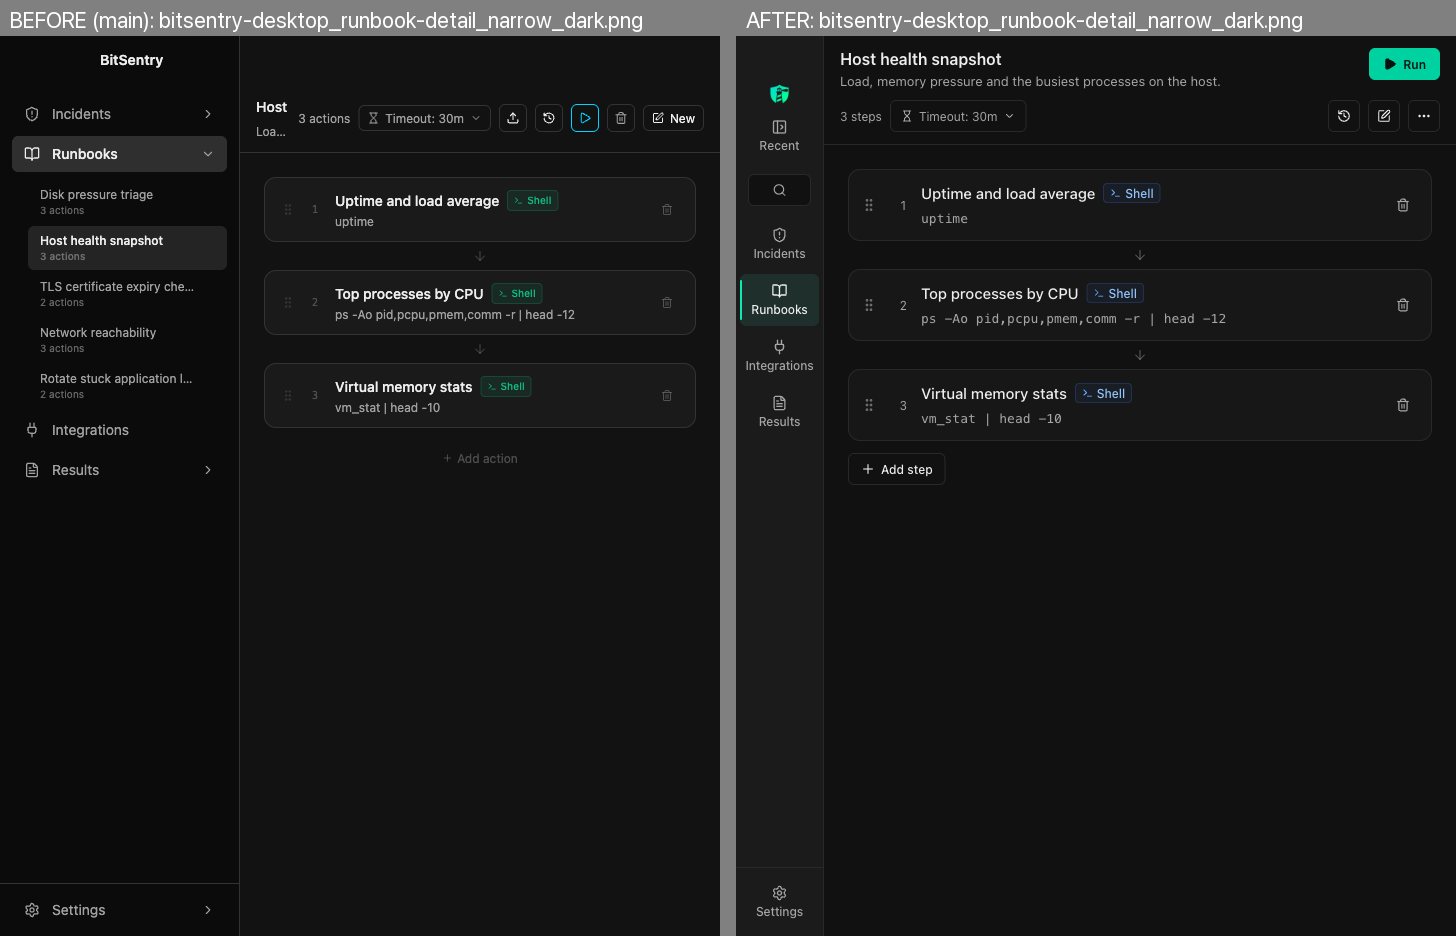 BEFORE (main): bitsentry-desktop_runbook-detail_narrow_dark.png
BitSentry
Incidents
Runbooks
Disk pressure triage
3 actions
Host health snapshot
3 actions
TLS certificate expiry che...
2 actions
Network reachability
3 actions
Rotate stuck application l...
2 actions
Integrations
Results
Settings
Host
Loa...
3 actions
Timeout: 30m
New
1
Uptime and load average
Shell
uptime
2
Top processes by CPU
Shell
ps -Ao pid,pcpu,pmem,comm -r | head -12
3
Virtual memory stats
Shell
vm_stat | head -10
+ Add action
AFTER: bitsentry-desktop_runbook-detail_narrow_dark.png
Recent
Incidents
Runbooks
Integrations
Results
Settings
Host health snapshot
Load, memory pressure and the busiest processes on the host.
Run
3 steps
Timeout: 30m
1
Uptime and load average
Shell
uptime
2
Top processes by CPU
Shell
ps -Ao pid,pcpu,pmem,comm -r | head -12
3
Virtual memory stats
Shell
vm_stat | head -10
+ Add step